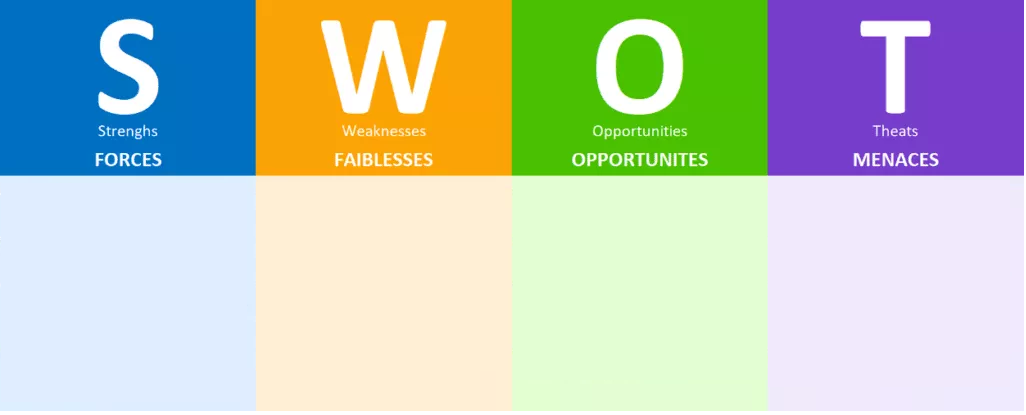 S
Strenghs
FORCES
W
Weaknesses
FAIBLESSES
O
Opportunities
OPPORTUNITES
T
Theats
MENACES